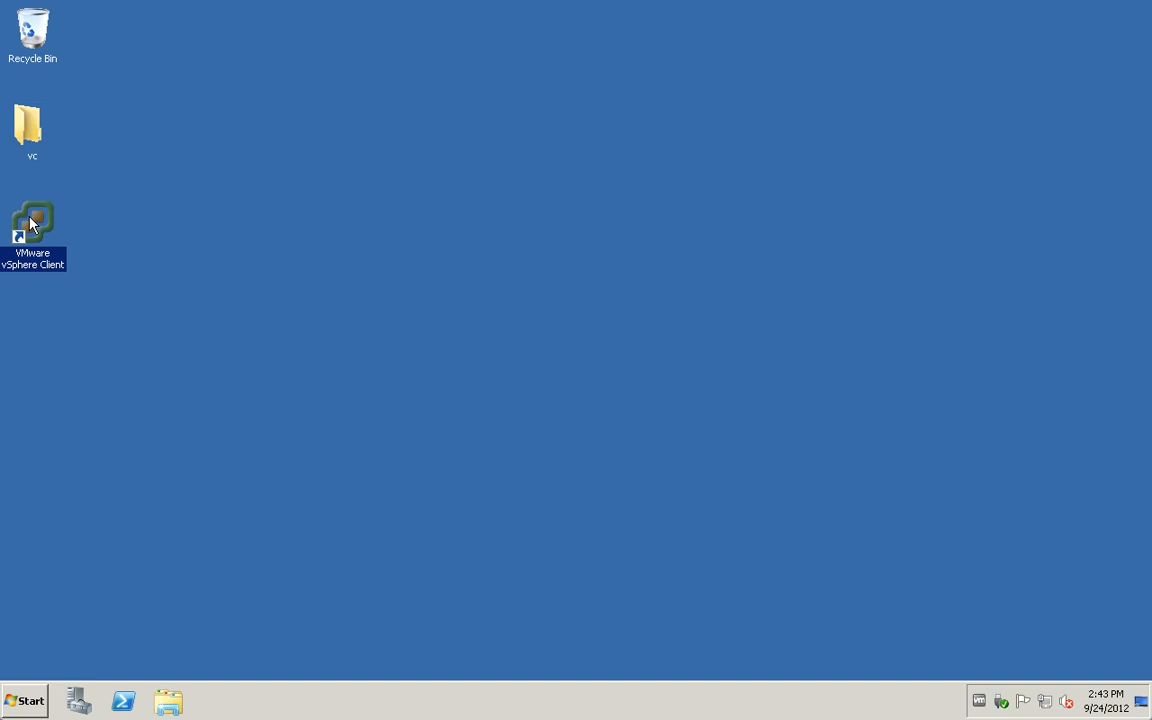 Recycle Bin
vc
VMware
vSphere Client
Start
2:43 PM
9/24/2012